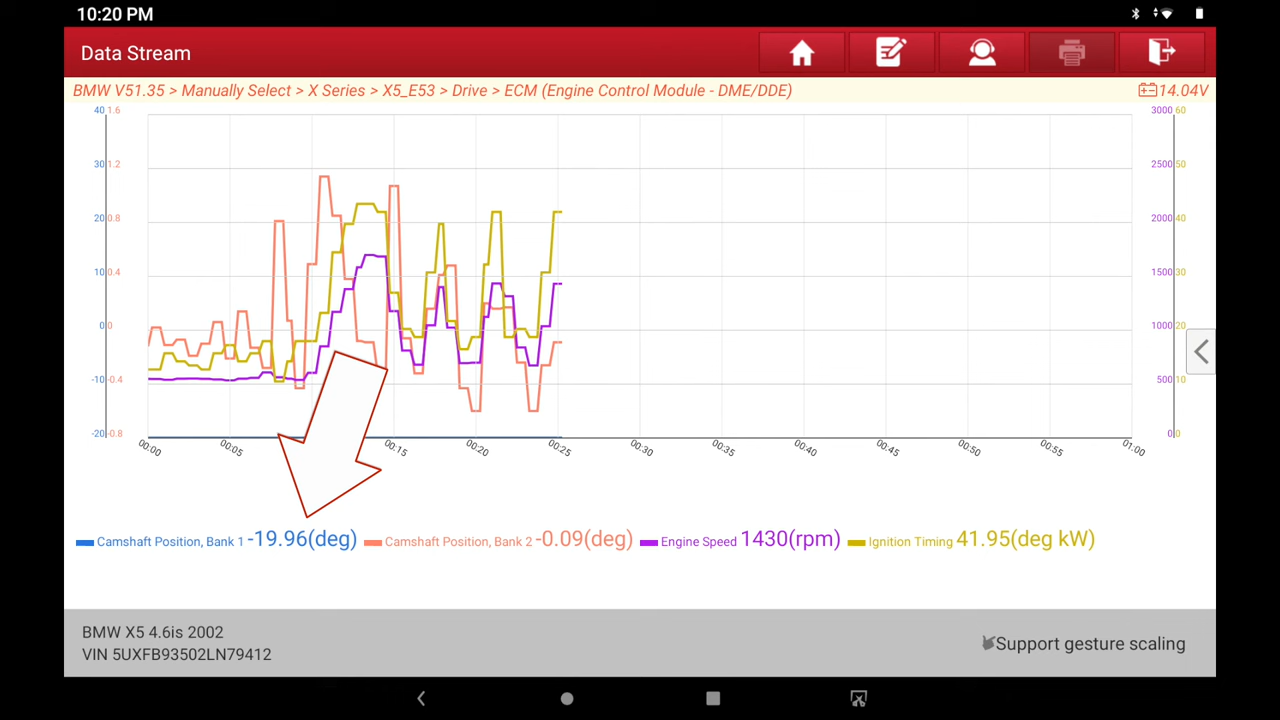 10:20 PM
Data Stream
BMW V51.35 > Manually Select > X Series > X5_E53 > Drive > ECM (Engine Control Module - DME/DDE) 14.04V
40 1.6 3000 60
30 1.2 2500 50
20 0.8 2000 40
10 0.4 1500 30
0 0 1000 20
-10 -0.4 500 10
-20 -0.8 0 0
00:00 00:05 00:15 00:20 00:25 00:30 00:35 00:40 00:45 00:50 00:55 01:00
Camshaft Position, Bank 1 -19.96(deg) Camshaft Position, Bank 2 -0.09(deg) Engine Speed 1430(rpm) Ignition Timing 41.95(deg kW)
BMW X5 4.6is 2002
VIN 5UXFB93502LN79412
Support gesture scaling